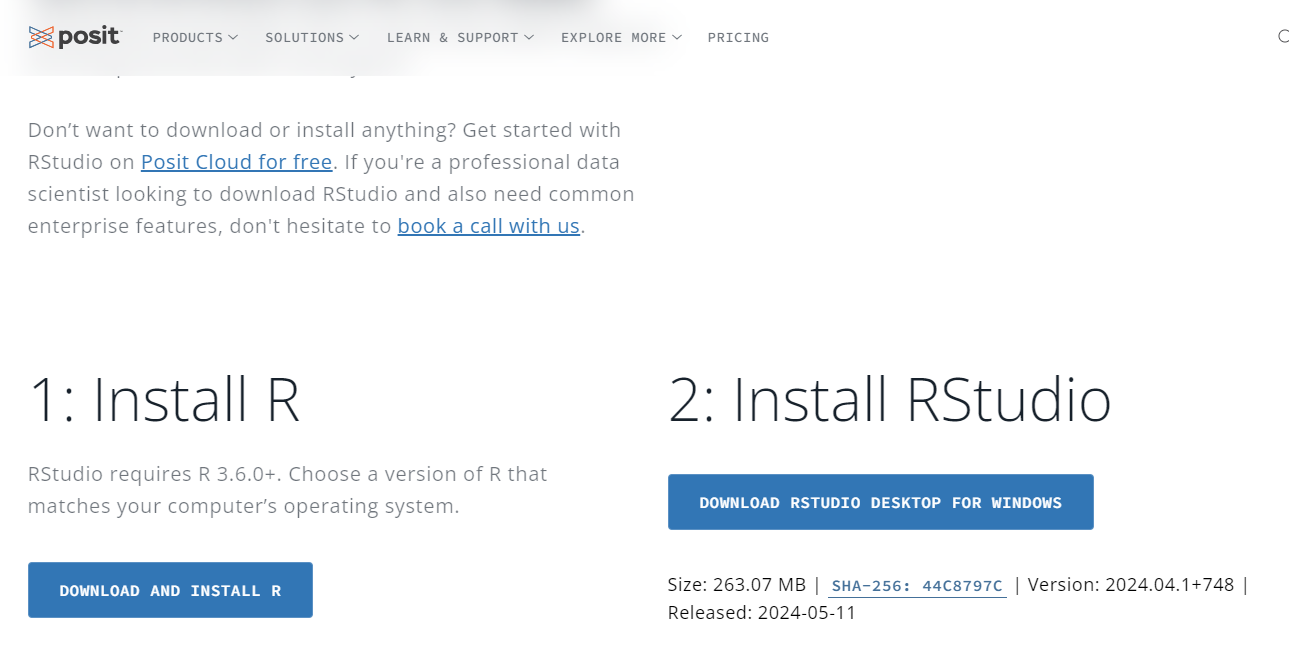 posit
PRODUCTS
SOLUTIONS
LEARN & SUPPORT
EXPLORE MORE
PRICING
Don’t want to download or install anything? Get started with
RStudio on Posit Cloud for free. If you're a professional data
scientist looking to download RStudio and also need common
enterprise features, don't hesitate to book a call with us.
1: Install R
RStudio requires R 3.6.0+. Choose a version of R that
matches your computer’s operating system.
DOWNLOAD AND INSTALL R
2: Install RStudio
DOWNLOAD RSTUDIO DESKTOP FOR WINDOWS
Size: 263.07 MB | SHA-256: 44C8797C | Version: 2024.04.1+748 |
Released: 2024-05-11